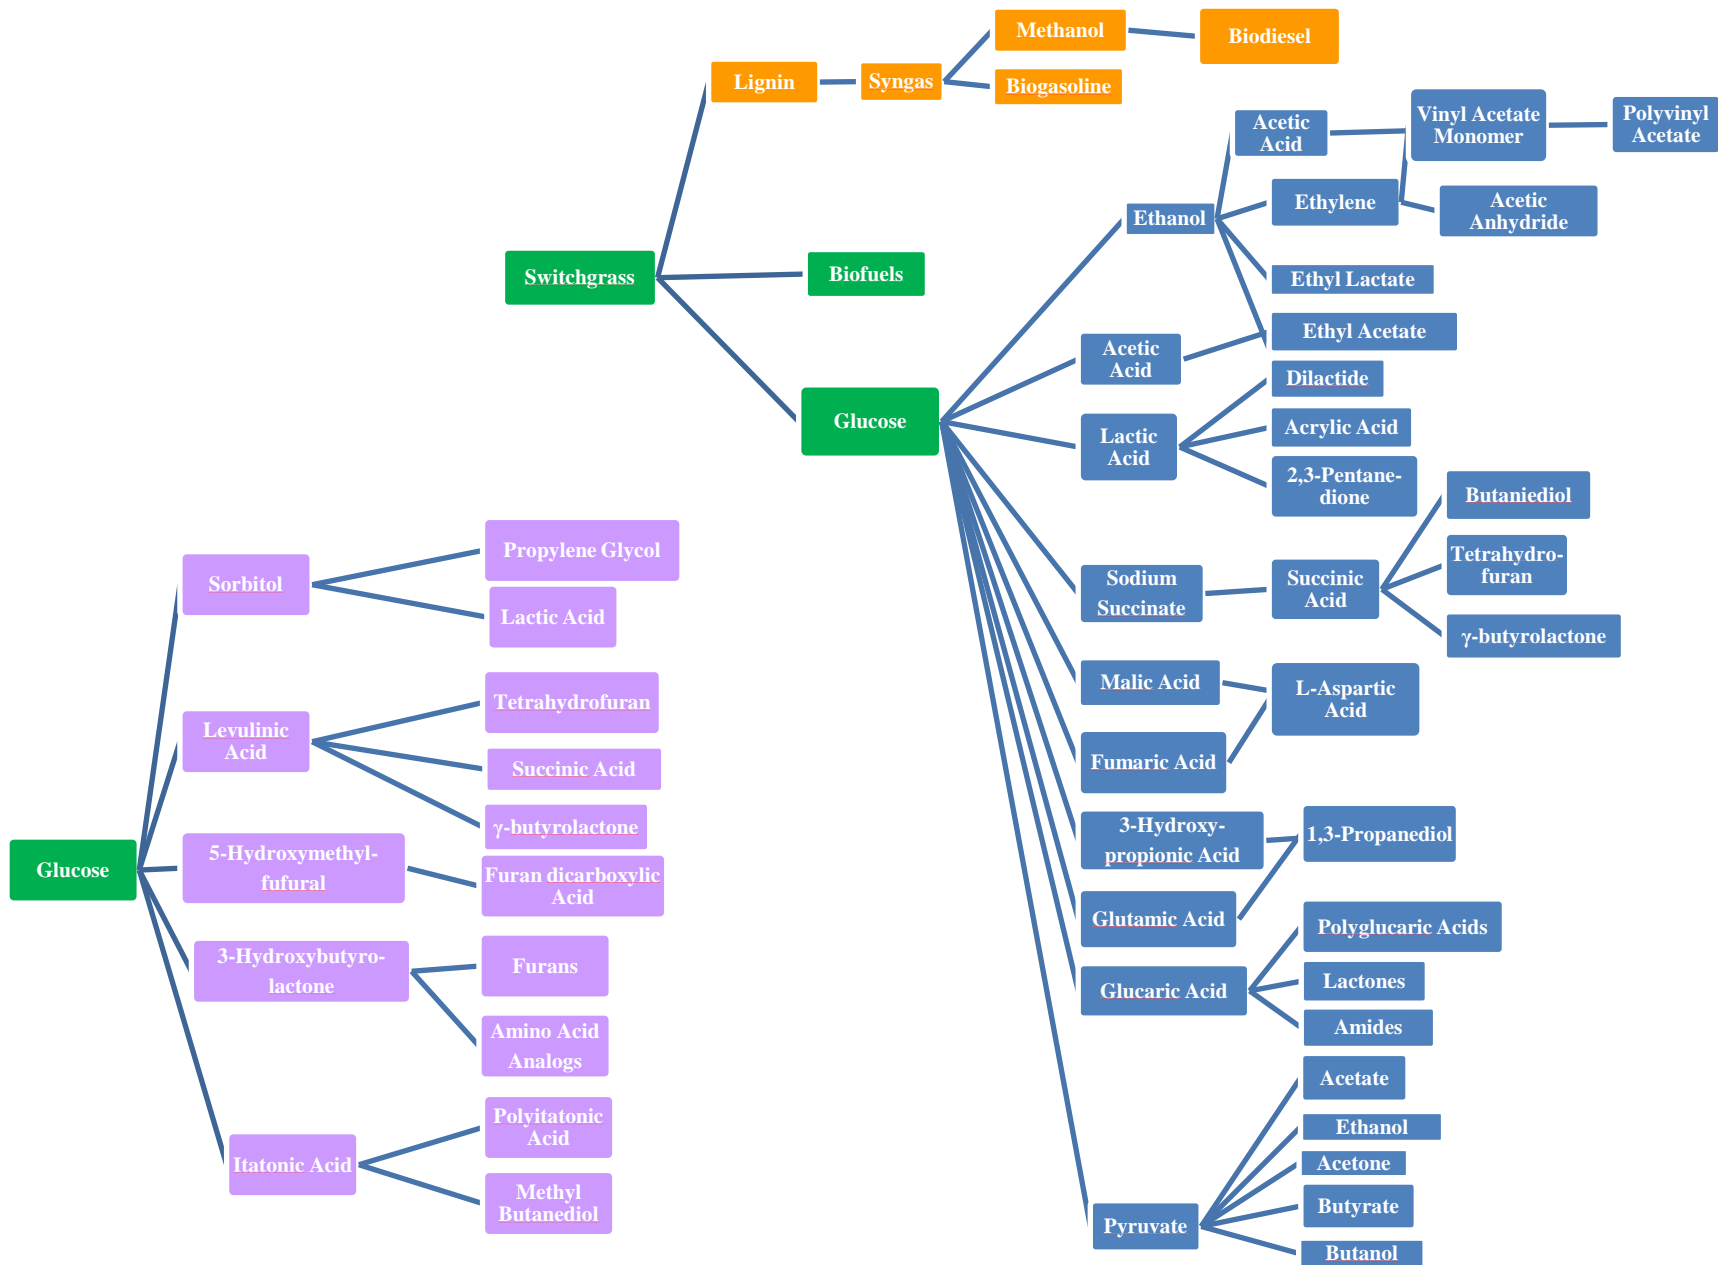 Methanol
Biodiesel
Lignin
Syngas
Biogasoline
Acetic
Acid
Vinyl Acetate
Monomer
Polyvinyl
Acetate
Ethylene
Acetic
Anhydride
Ethanol
Switchgrass
Biofuels
Ethyl Lactate
Ethyl Acetate
Acetic
Acid
Dilactide
Glucose
Acrylic Acid
Lactic
Acid
2,3-Pentane-
dione
Butaniediol
Tetrahydro-
furan
Sodium
Succinate
Succinic
Acid
γ-butyrolactone
Malic Acid
L-Aspartic
Acid
Fumaric Acid
3-Hydroxy-
propionic Acid
1,3-Propanediol
Glutamic Acid
Polyglucaric Acids
Lactones
Glucaric Acid
Amides
Acetate
Ethanol
Acetone
Butyrate
Pyruvate
Butanol
Propylene Glycol
Sorbitol
Lactic Acid
Tetrahydrofuran
Levulinic
Acid
Succinic Acid
γ-butyrolactone
Glucose
5-Hydroxymethyl-
fufural
Furan dicarboxylic
Acid
3-Hydroxybutyro-
lactone
Furans
Amino Acid
Analogs
Polyitatonic
Acid
Itatonic Acid
Methyl
Butanediol